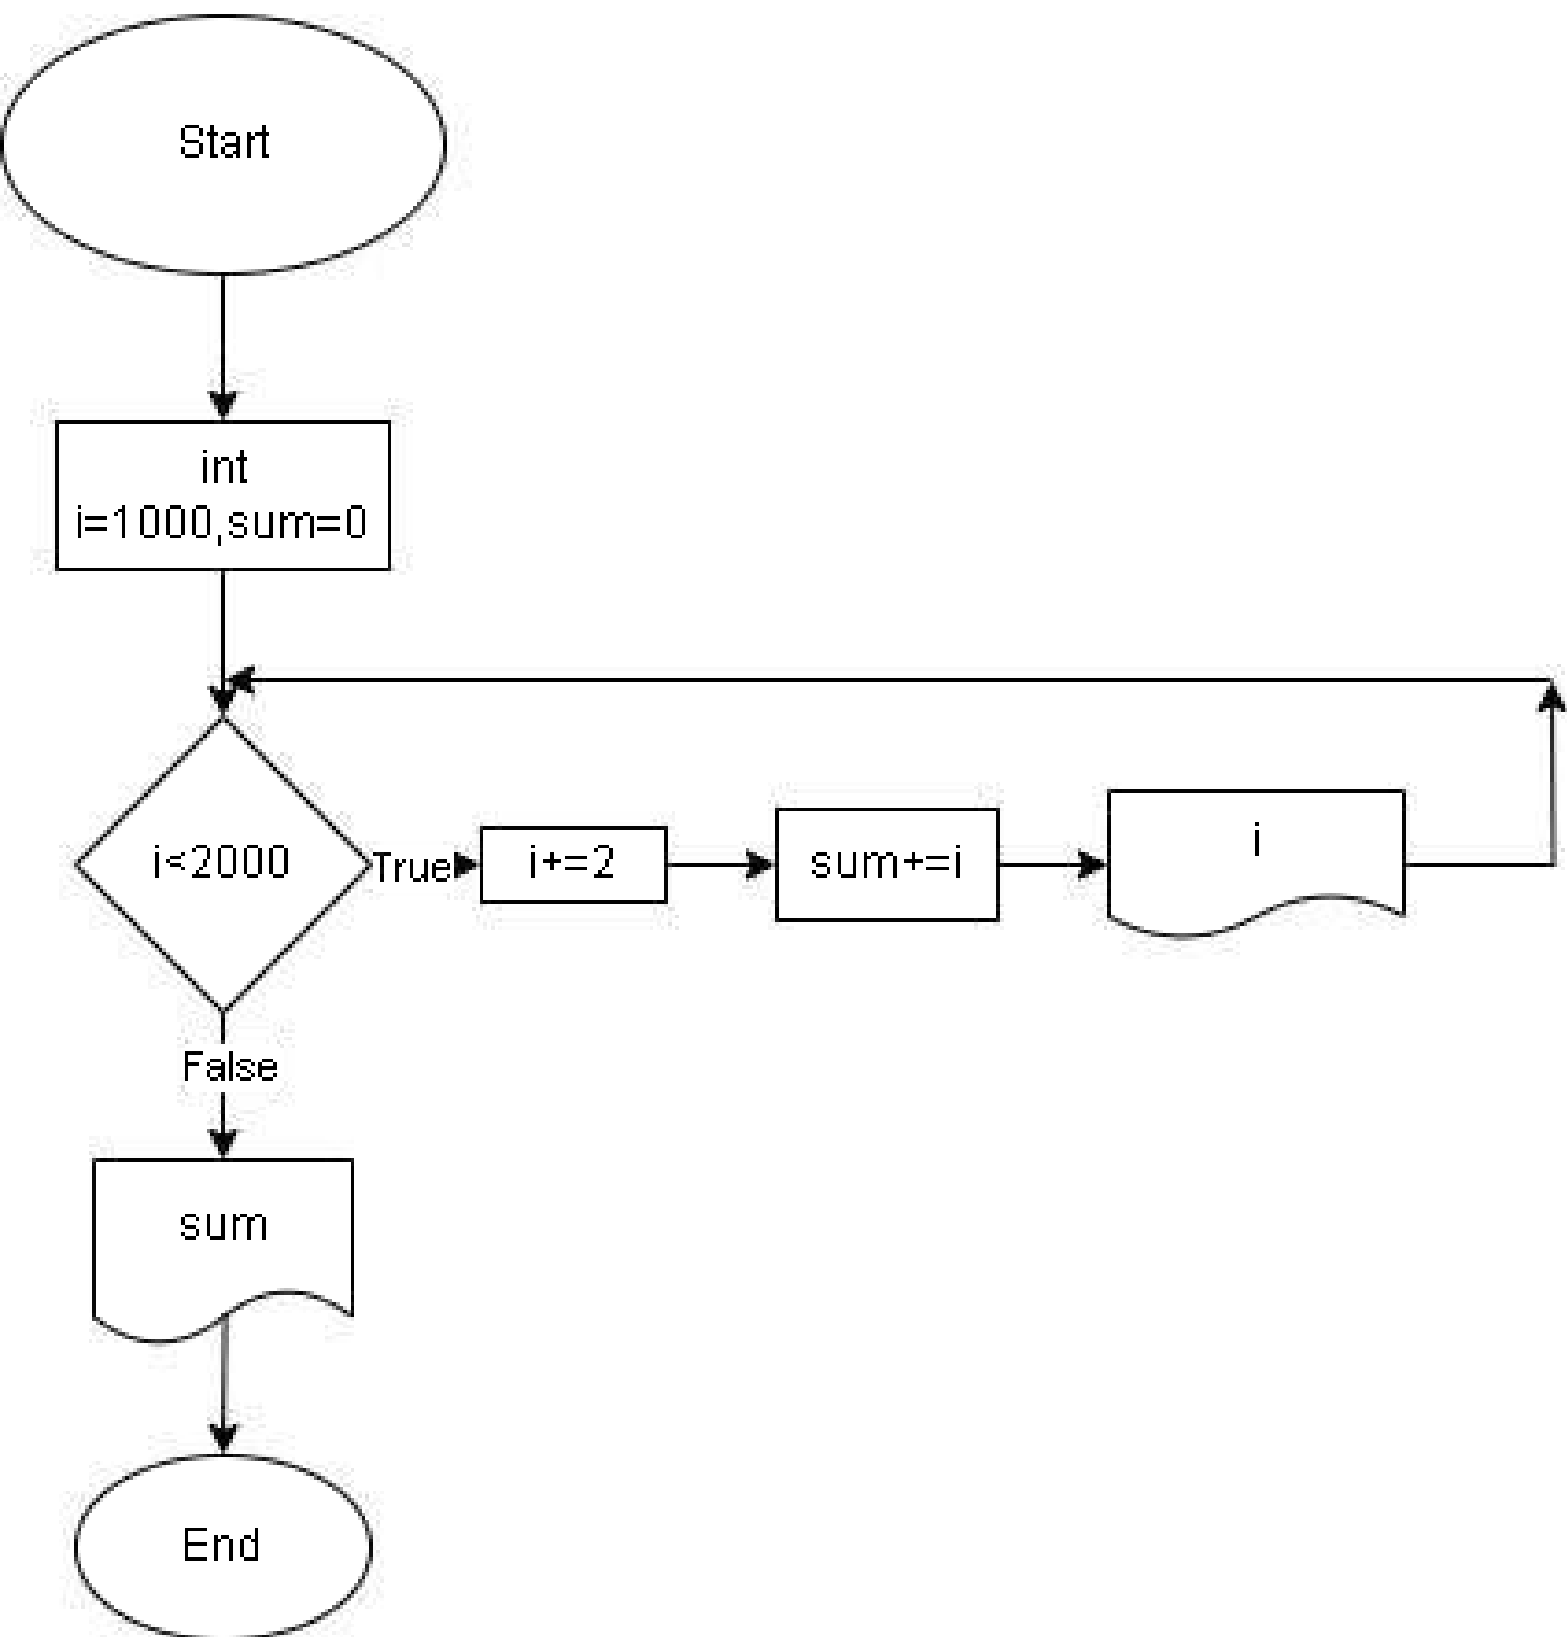 Start
int
i=1000,sum=0
i<2000
True
i+=2
sum+=i
i
False
sum
End